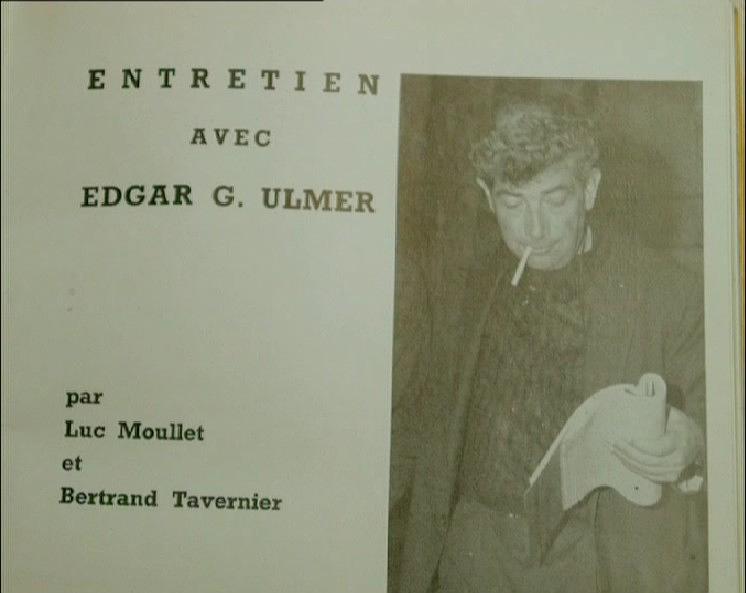 ENTRETIEN
AVEC
EDGAR G. ULMER
par
Luc Moullet
et
Bertrand Tavernier